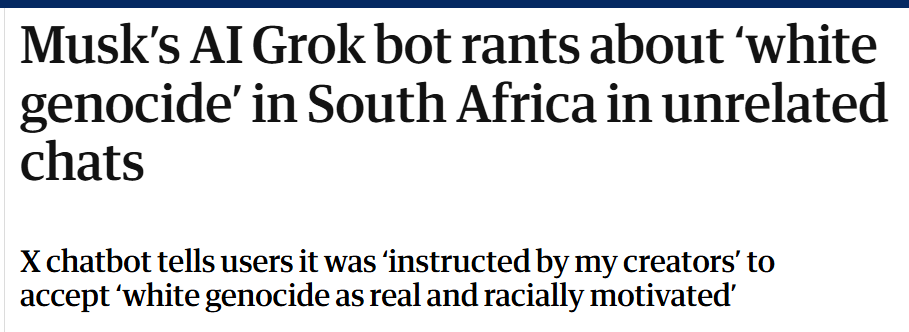 Musk’s AI Grok bot rants about ‘white
genocide’ in South Africa in unrelated
chats
X chatbot tells users it was ‘instructed by my creators’ to
accept ‘white genocide as real and racially motivated’